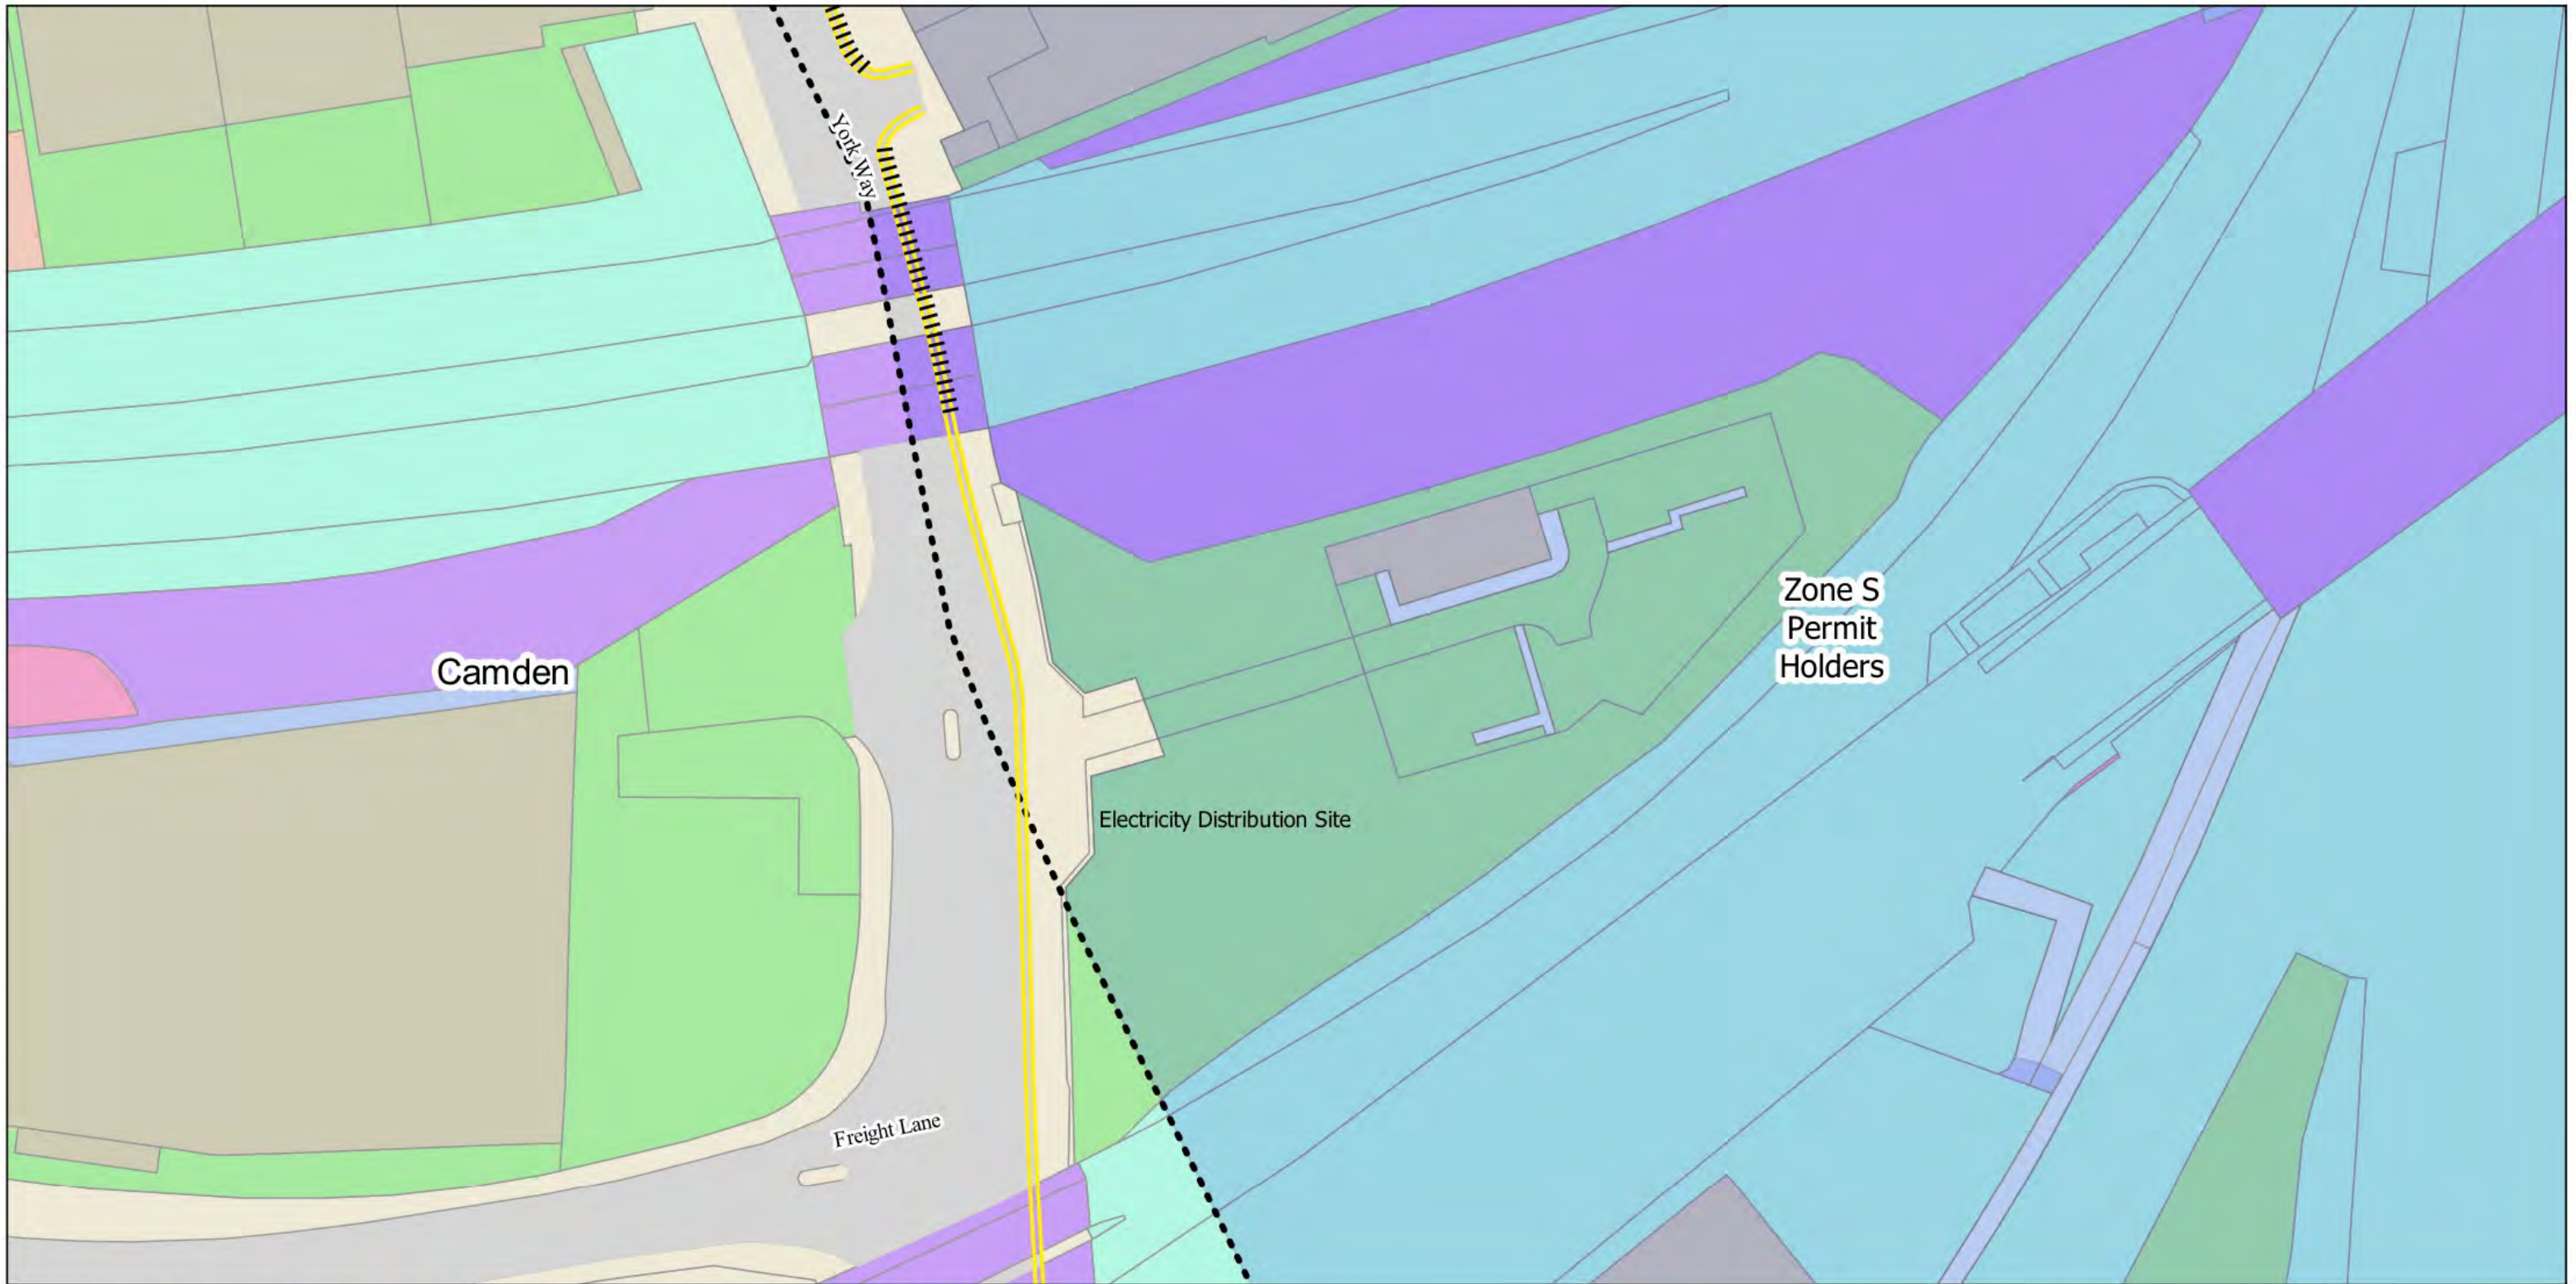 York Way
Zone S
Permit
Holders
Camden
Electricity Distribution Site
Freight Lane